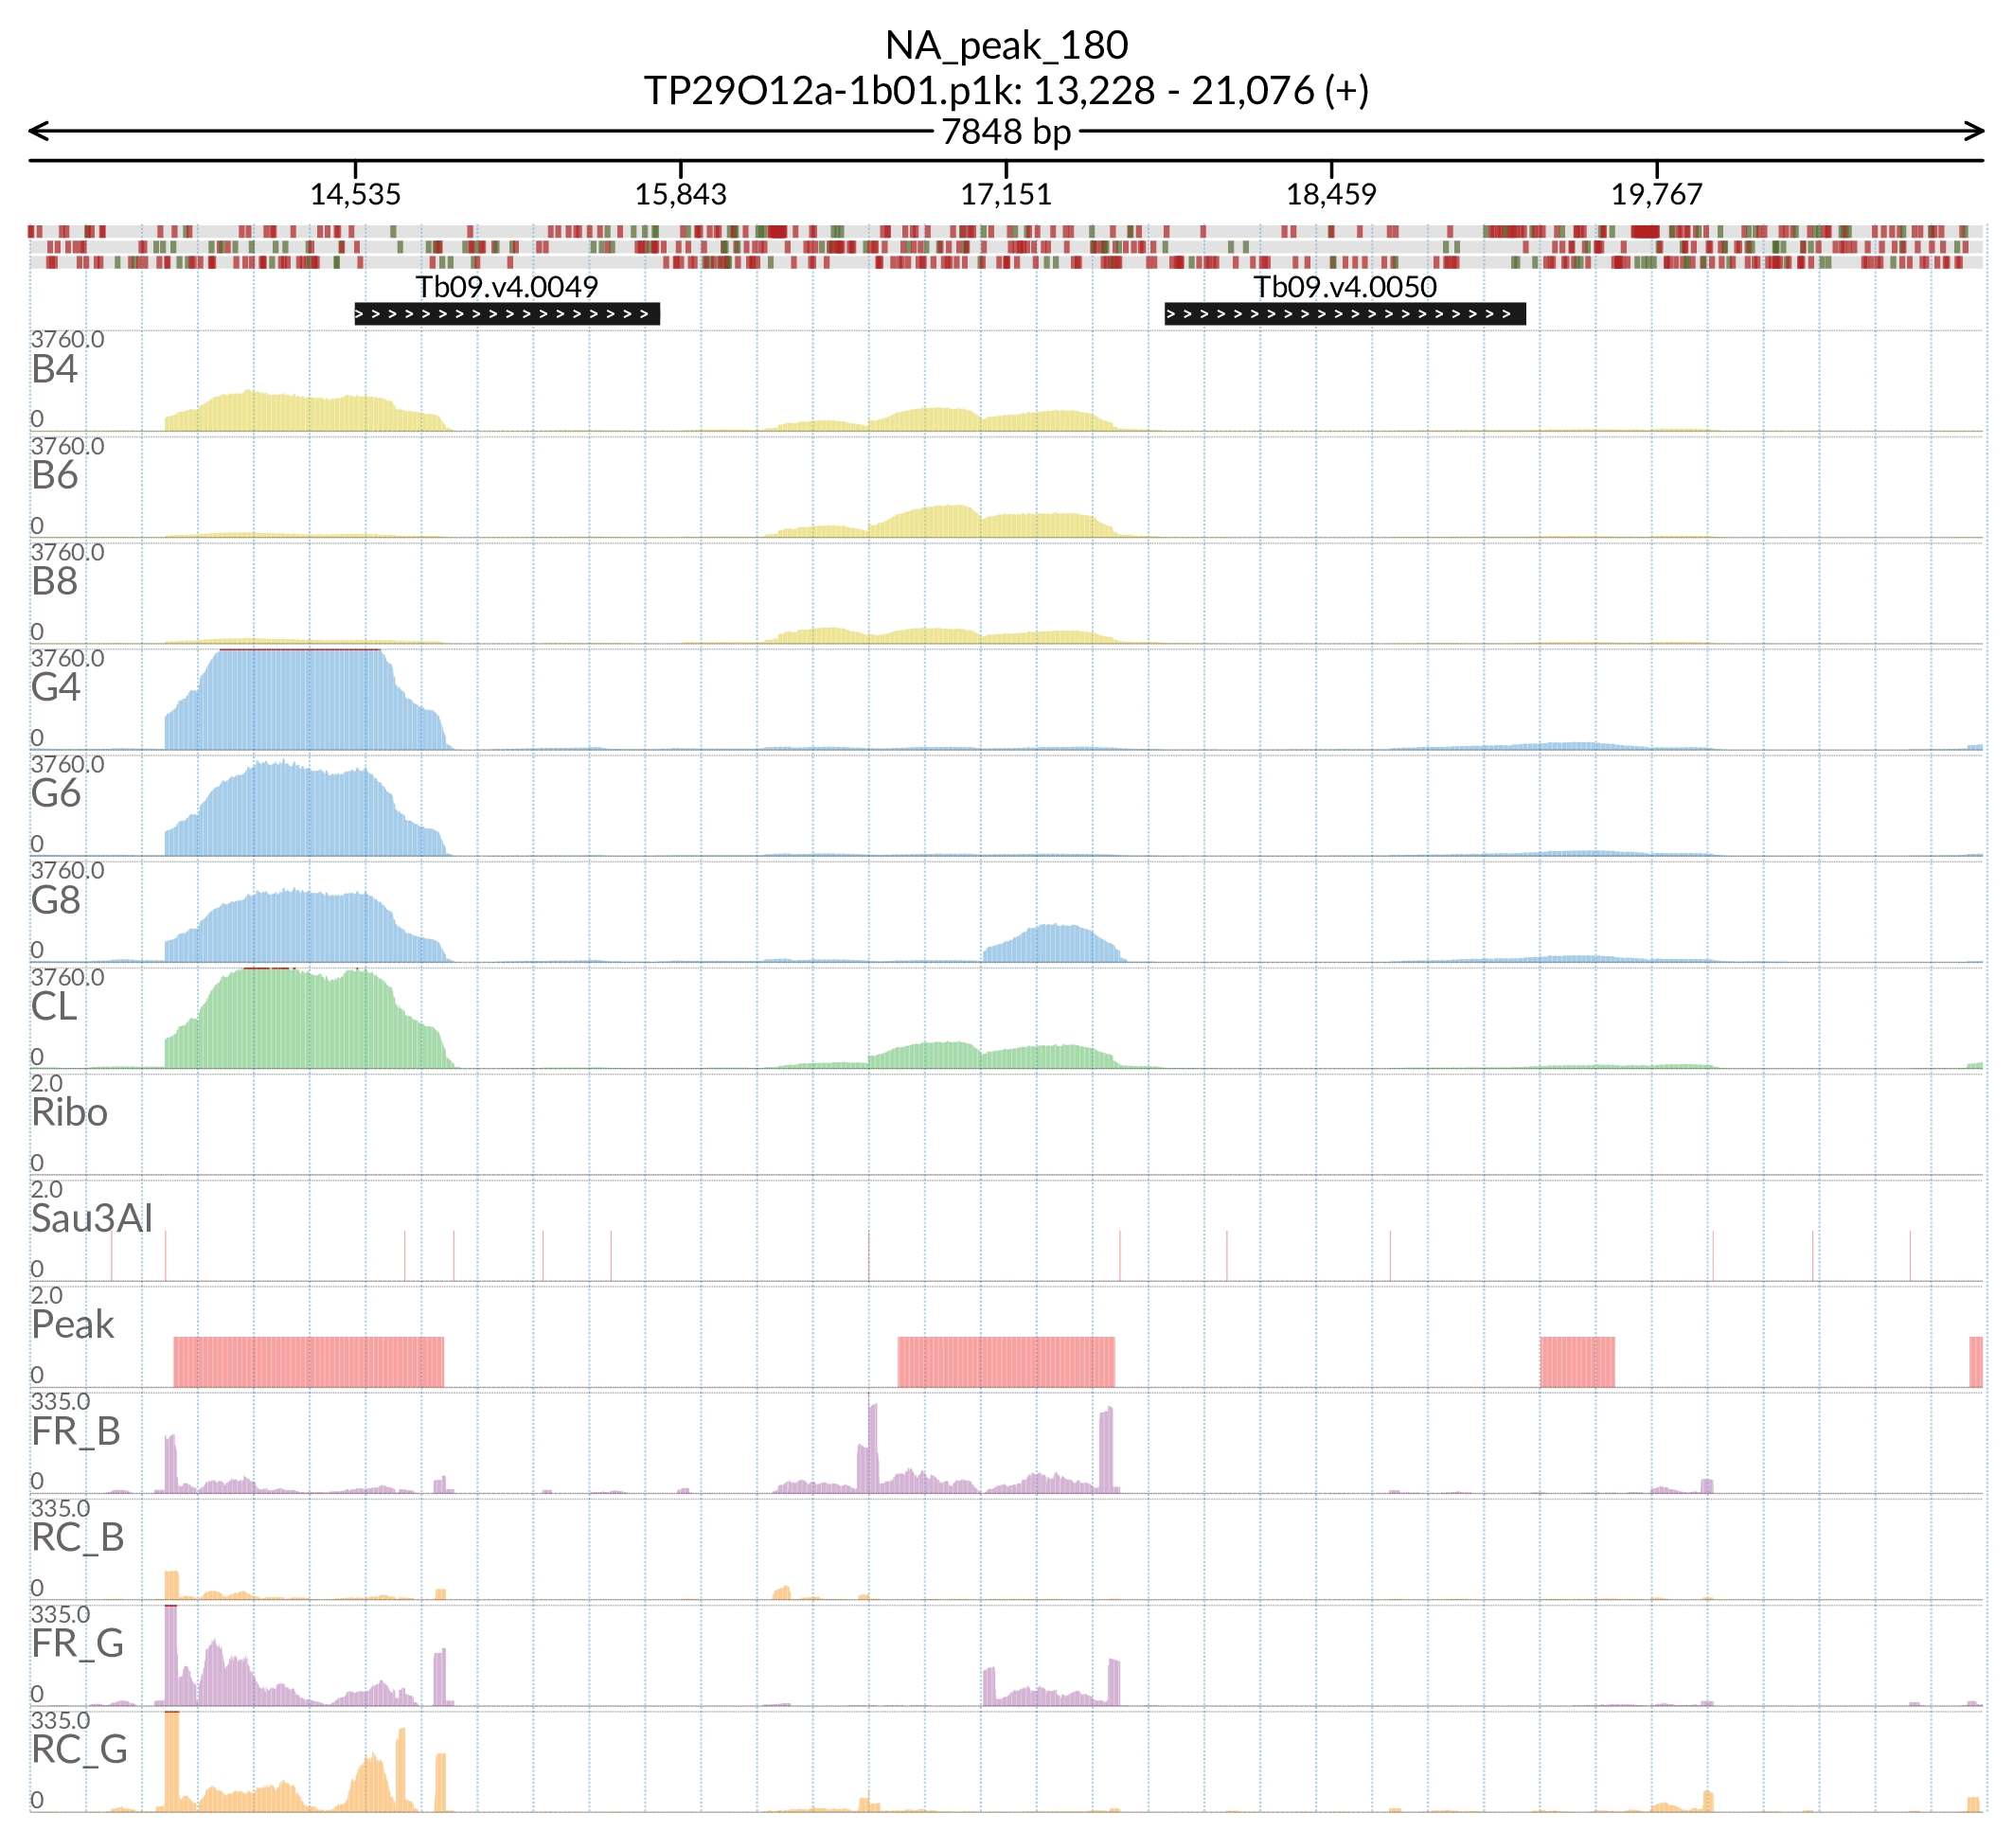 NA_peak_180
TP29O12a-1b01.p1k: 13,228 - 21,076 (+)
7848 bp
14,535 15,843 17,151 18,459 19,767
Tb09.v4.0049 Tb09.v4.0050
3760.0
B4
0
3760.0
B6
0
3760.0
B8
0
3760.0
G4
0
3760.0
G6
0
3760.0
G8
0
3760.0
CL
0
2.0
Ribo
0
2.0
Sau3AI
0
2.0
Peak
0
335.0
FR_B
0
335.0
RC_B
0
335.0
FR_G
0
335.0
RC_G
0